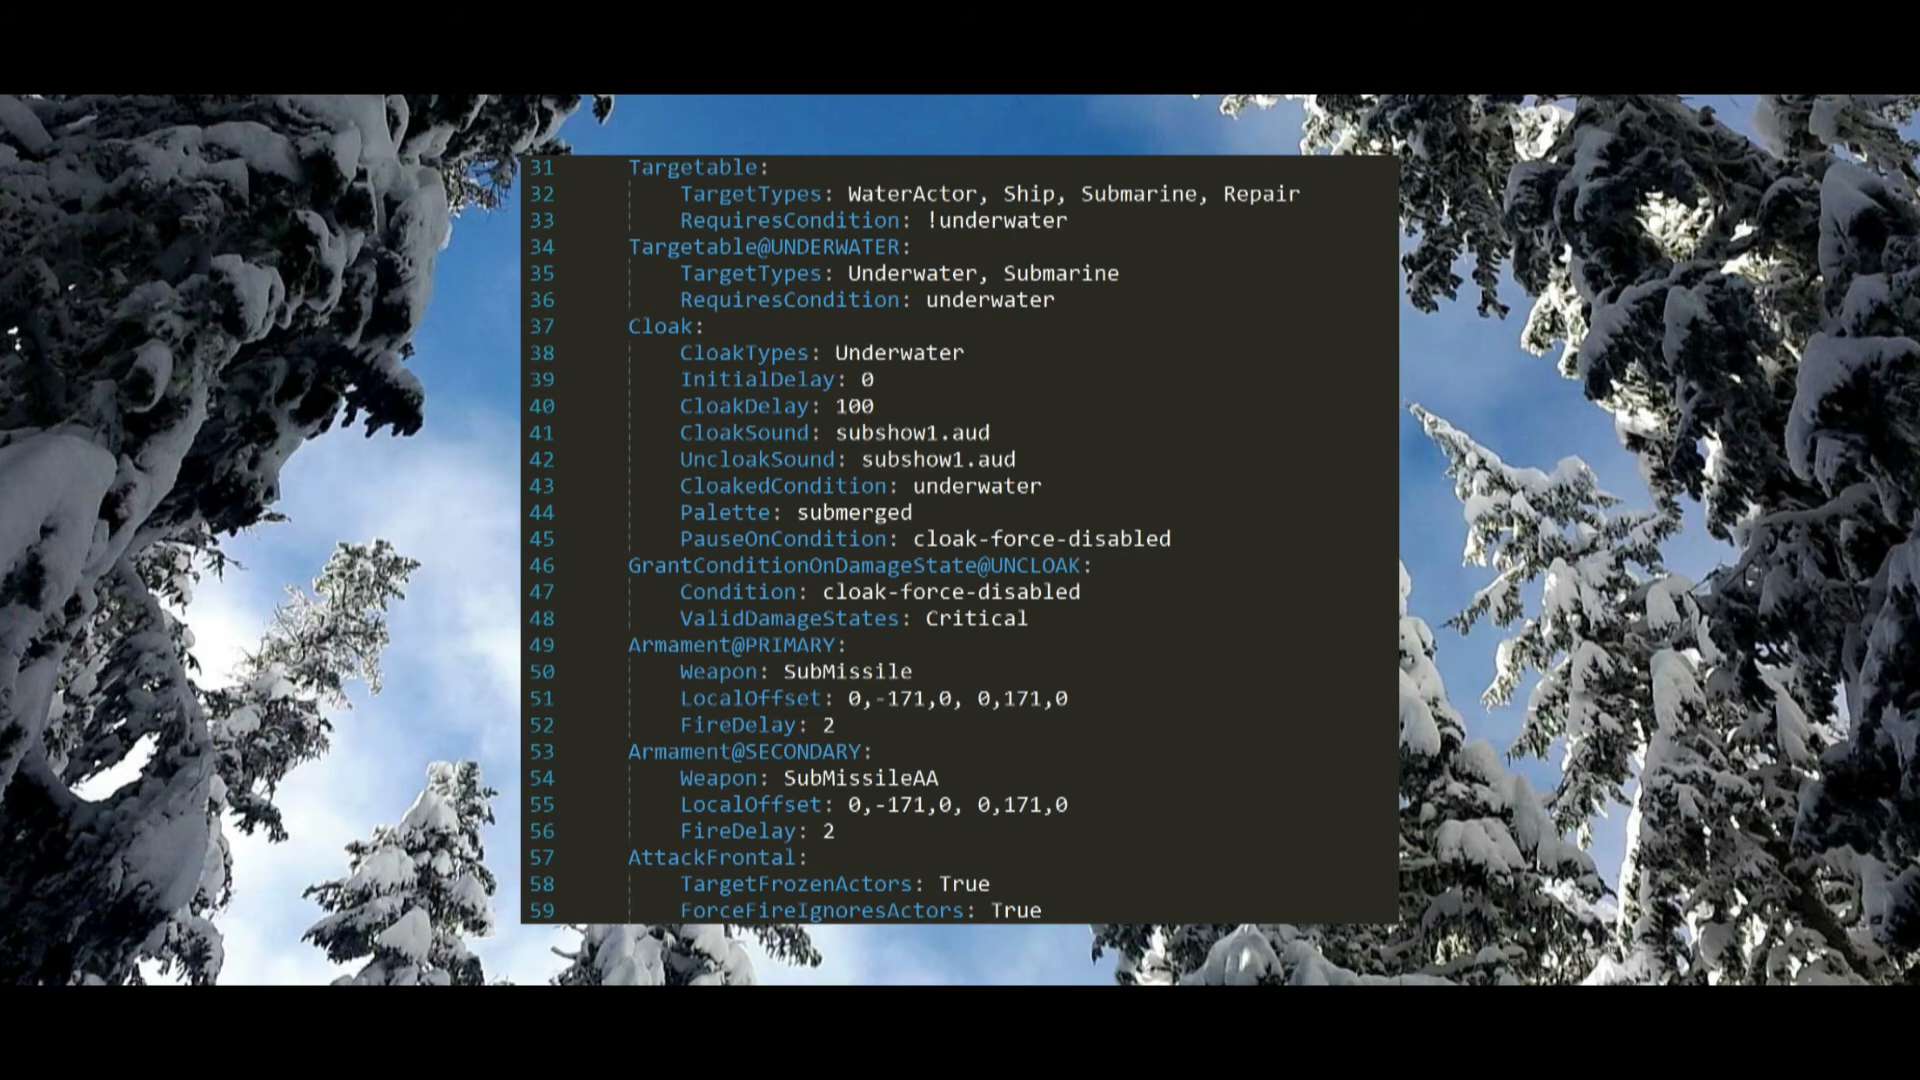 31 Targetable:
32 TargetTypes: WaterActor, Ship, Submarine, Repair
33 RequiresCondition: !underwater
34 Targetable@UNDERWATER:
35 TargetTypes: Underwater, Submarine
36 RequiresCondition: underwater
37 Cloak:
38 CloakTypes: Underwater
39 InitialDelay: 0
40 CloakDelay: 100
41 CloakSound: subshow1.aud
42 UncloakSound: subshow1.aud
43 CloakedCondition: underwater
44 Palette: submerged
45 PauseOnCondition: cloak-force-disabled
46 GrantConditionOnDamageState@UNCLOAK:
47 Condition: cloak-force-disabled
48 ValidDamageStates: Critical
49 Armament@PRIMARY:
50 Weapon: SubMissile
51 LocalOffset: 0,-171,0, 0,171,0
52 FireDelay: 2
53 Armament@SECONDARY:
54 Weapon: SubMissileAA
55 LocalOffset: 0,-171,0, 0,171,0
56 FireDelay: 2
57 AttackFrontal:
58 TargetFrozenActors: True
59 ForceFireIgnoresActors: True